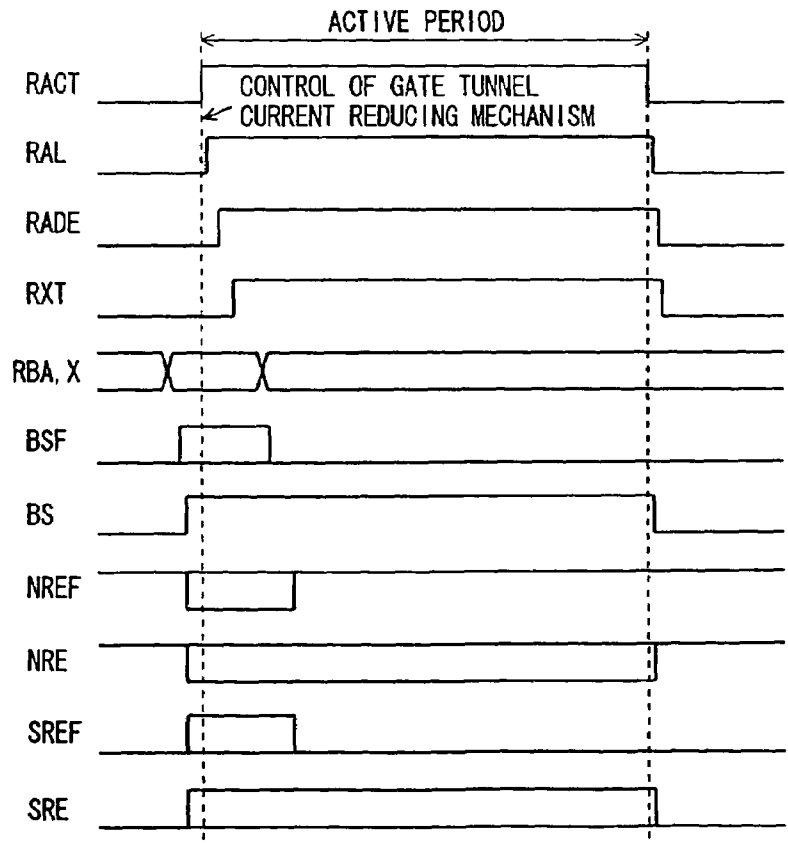 ACTIVE PERIOD
RACT
CONTROL OF GATE TUNNEL
CURRENT REDUCING MECHANISM
RAL
RADE
RXT
RBA, X
BSF
BS
NREF
NRE
SREF
SRE